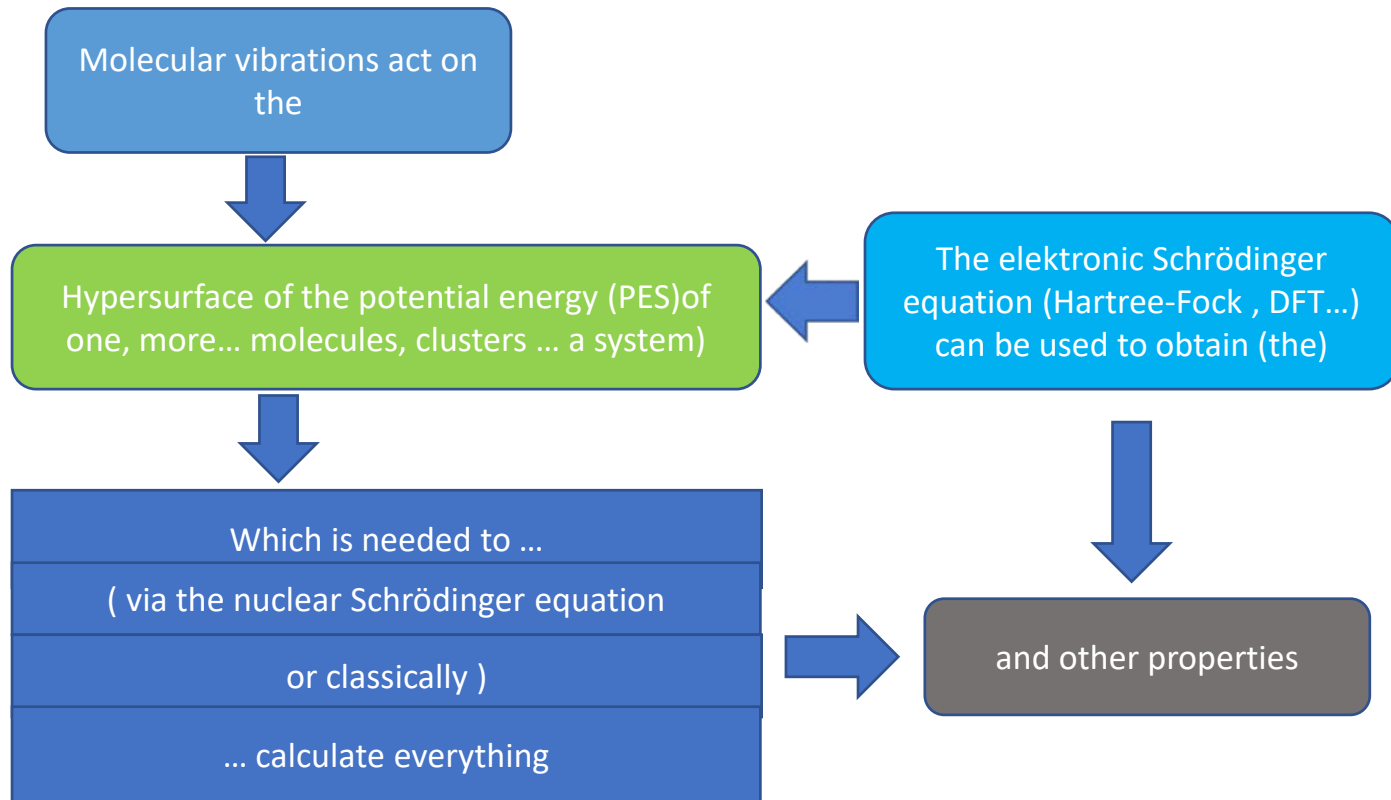 Molecular vibrations act on
the
Hypersurface of the potential energy (PES)of
one, more… molecules, clusters … a system)
The elektronic Schrödinger
equation (Hartree-Fock , DFT…)
can be used to obtain (the)
Which is needed to …
( via the nuclear Schrödinger equation
or classically )
… calculate everything
and other properties